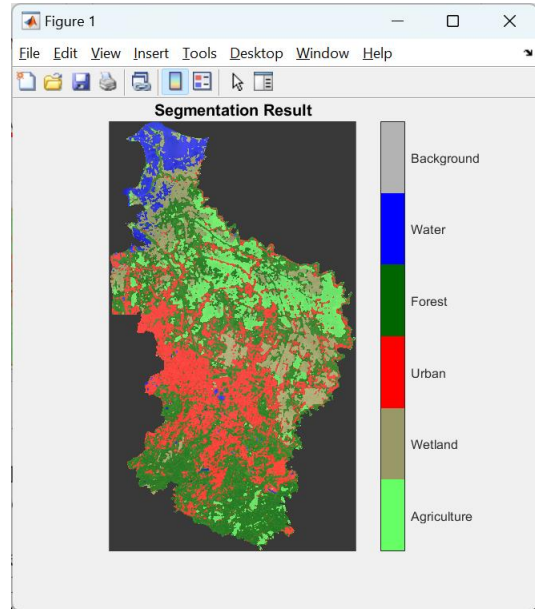 Figure 1
File Edit View Insert Tools Desktop Window Help
Segmentation Result
Background
Water
Forest
Urban
Wetland
Agriculture